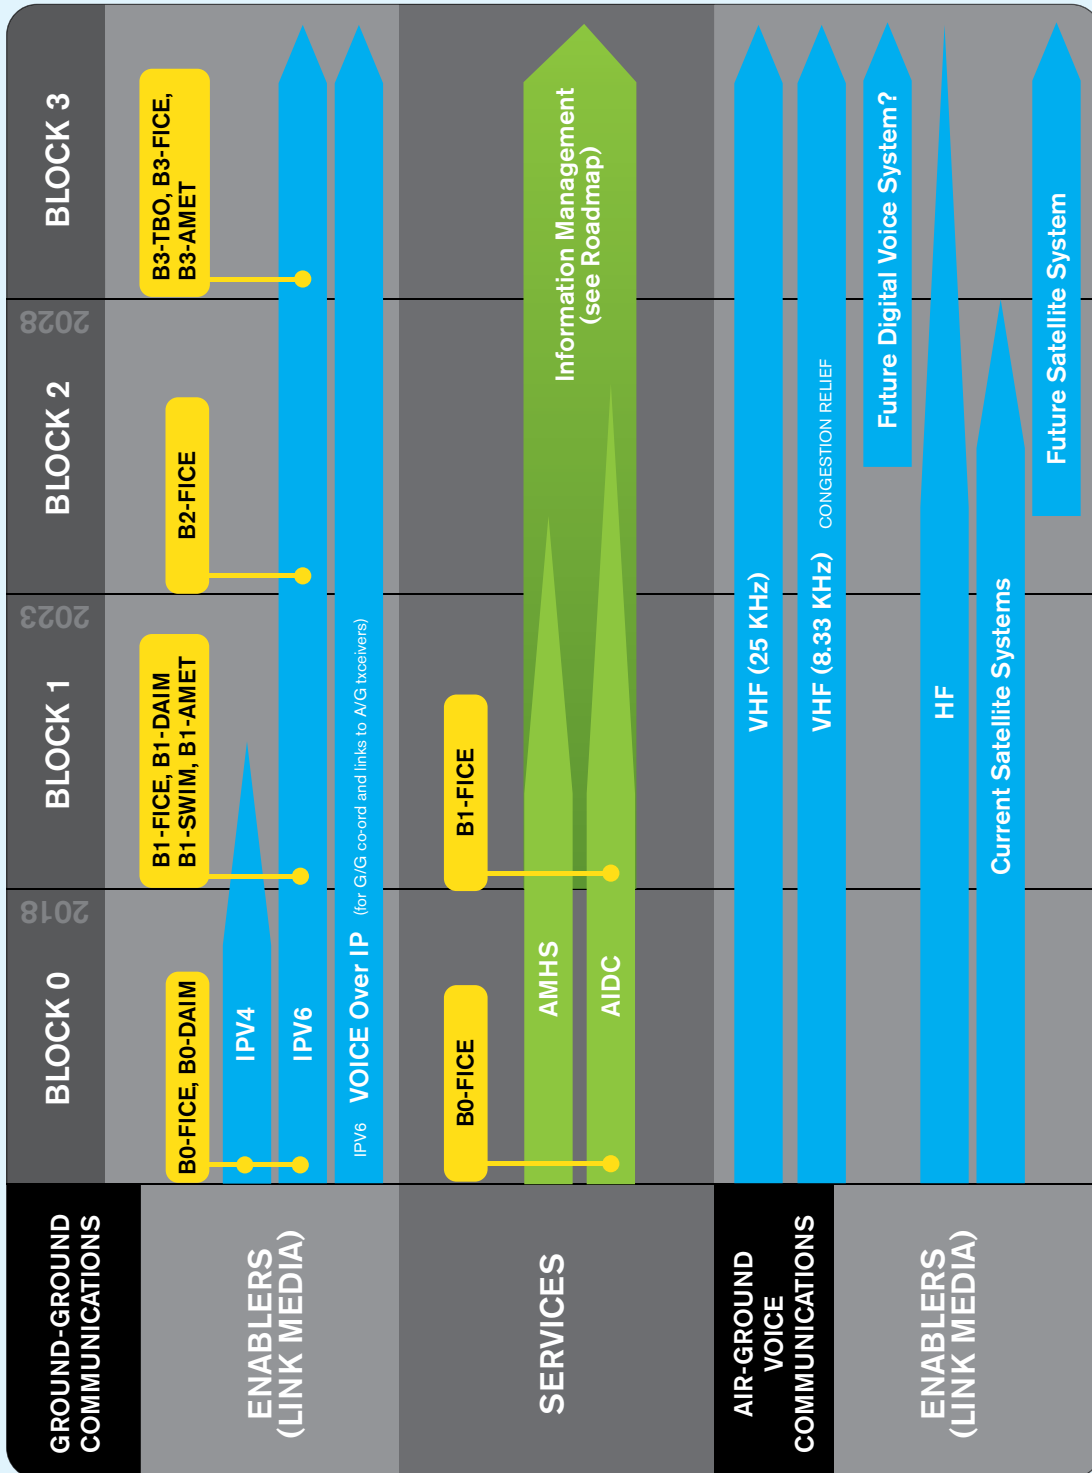 GROUND-GROUND
COMMUNICATIONS
BLOCK 0
2018
BLOCK 1
2023
BLOCK 2
2028
BLOCK 3
ENABLERS
(LINK MEDIA)
B0-FICE, B0-DAIM
B1-FICE, B1-DAIM
B1-SWIM, B1-AMET
B2-FICE
B3-TBO, B3-FICE,
B3-AMET
IPV4
IPV6
IPV6 VOICE Over IP (for G/G co-ord and links to A/G txceivers)
SERVICES
B0-FICE
B1-FICE
AMHS
AIDC
Information Management
(see Roadmap)
AIR-GROUND
VOICE
COMMUNICATIONS
ENABLERS
(LINK MEDIA)
VHF (25 KHz)
VHF (8.33 KHz) CONGESTION RELIEF
Future Digital Voice System?
HF
Current Satellite Systems
Future Satellite System